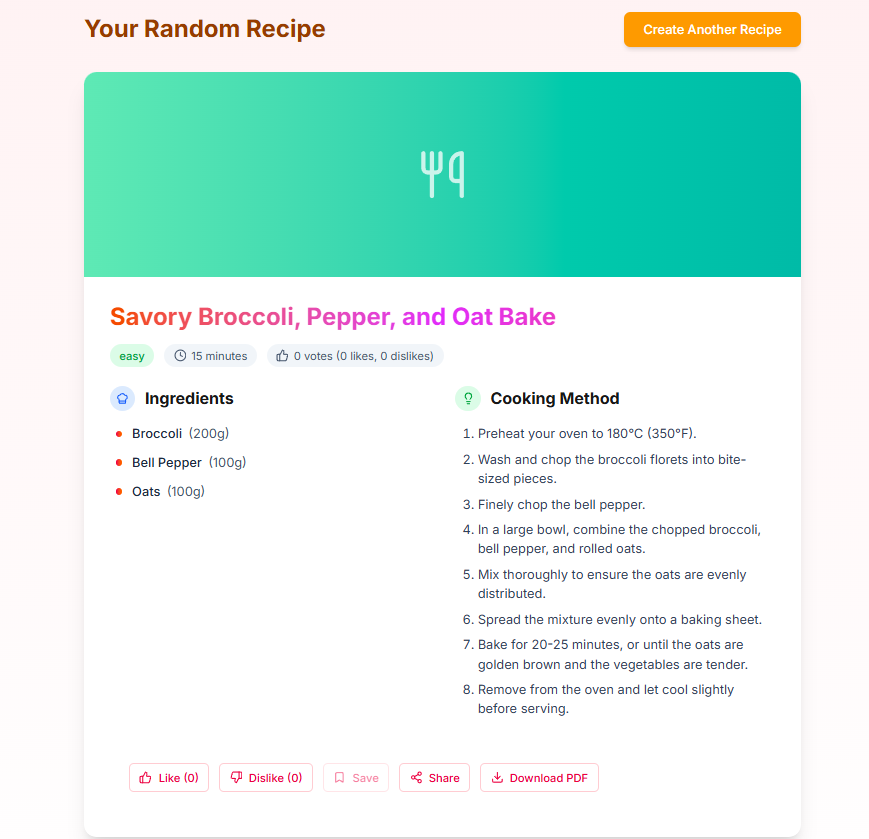 Your Random Recipe
Create Another Recipe
Savory Broccoli, Pepper, and Oat Bake
easy
15 minutes
0 votes (0 likes, 0 dislikes)
Ingredients
Broccoli (200g)
Bell Pepper (100g)
Oats (100g)
Cooking Method
1. Preheat your oven to 180°C (350°F).
2. Wash and chop the broccoli florets into bite-
sized pieces.
3. Finely chop the bell pepper.
4. In a large bowl, combine the chopped broccoli,
bell pepper, and rolled oats.
5. Mix thoroughly to ensure the oats are evenly
distributed.
6. Spread the mixture evenly onto a baking sheet.
7. Bake for 20-25 minutes, or until the oats are
golden brown and the vegetables are tender.
8. Remove from the oven and let cool slightly
before serving.
Like (0)
Dislike (0)
Save
Share
Download PDF